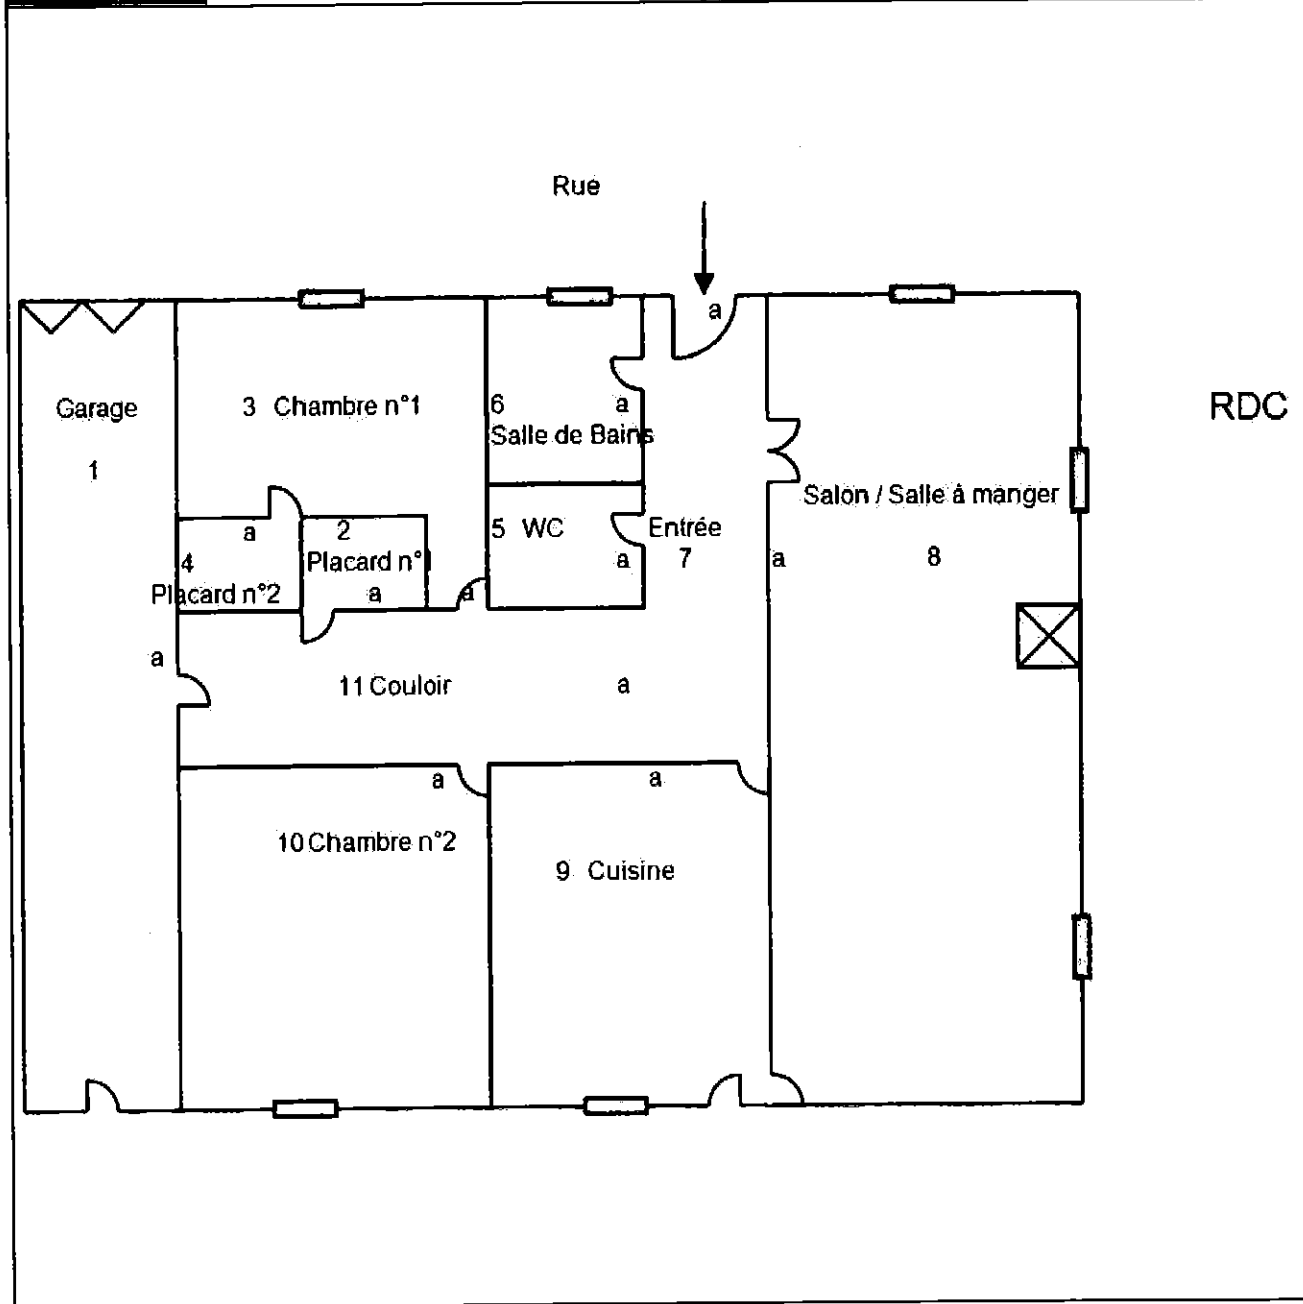 Rue
a
RDC
Garage
1
3 Chambre n°1
6 a
Salle de Bains
Salon / Salle à manger
8
a 2
Placard n°1
4
Placard n°2
a
a
5 WC
a
Entrée
7
a
a
11 Couloir
a
a
a
10 Chambre n°2
9 Cuisine